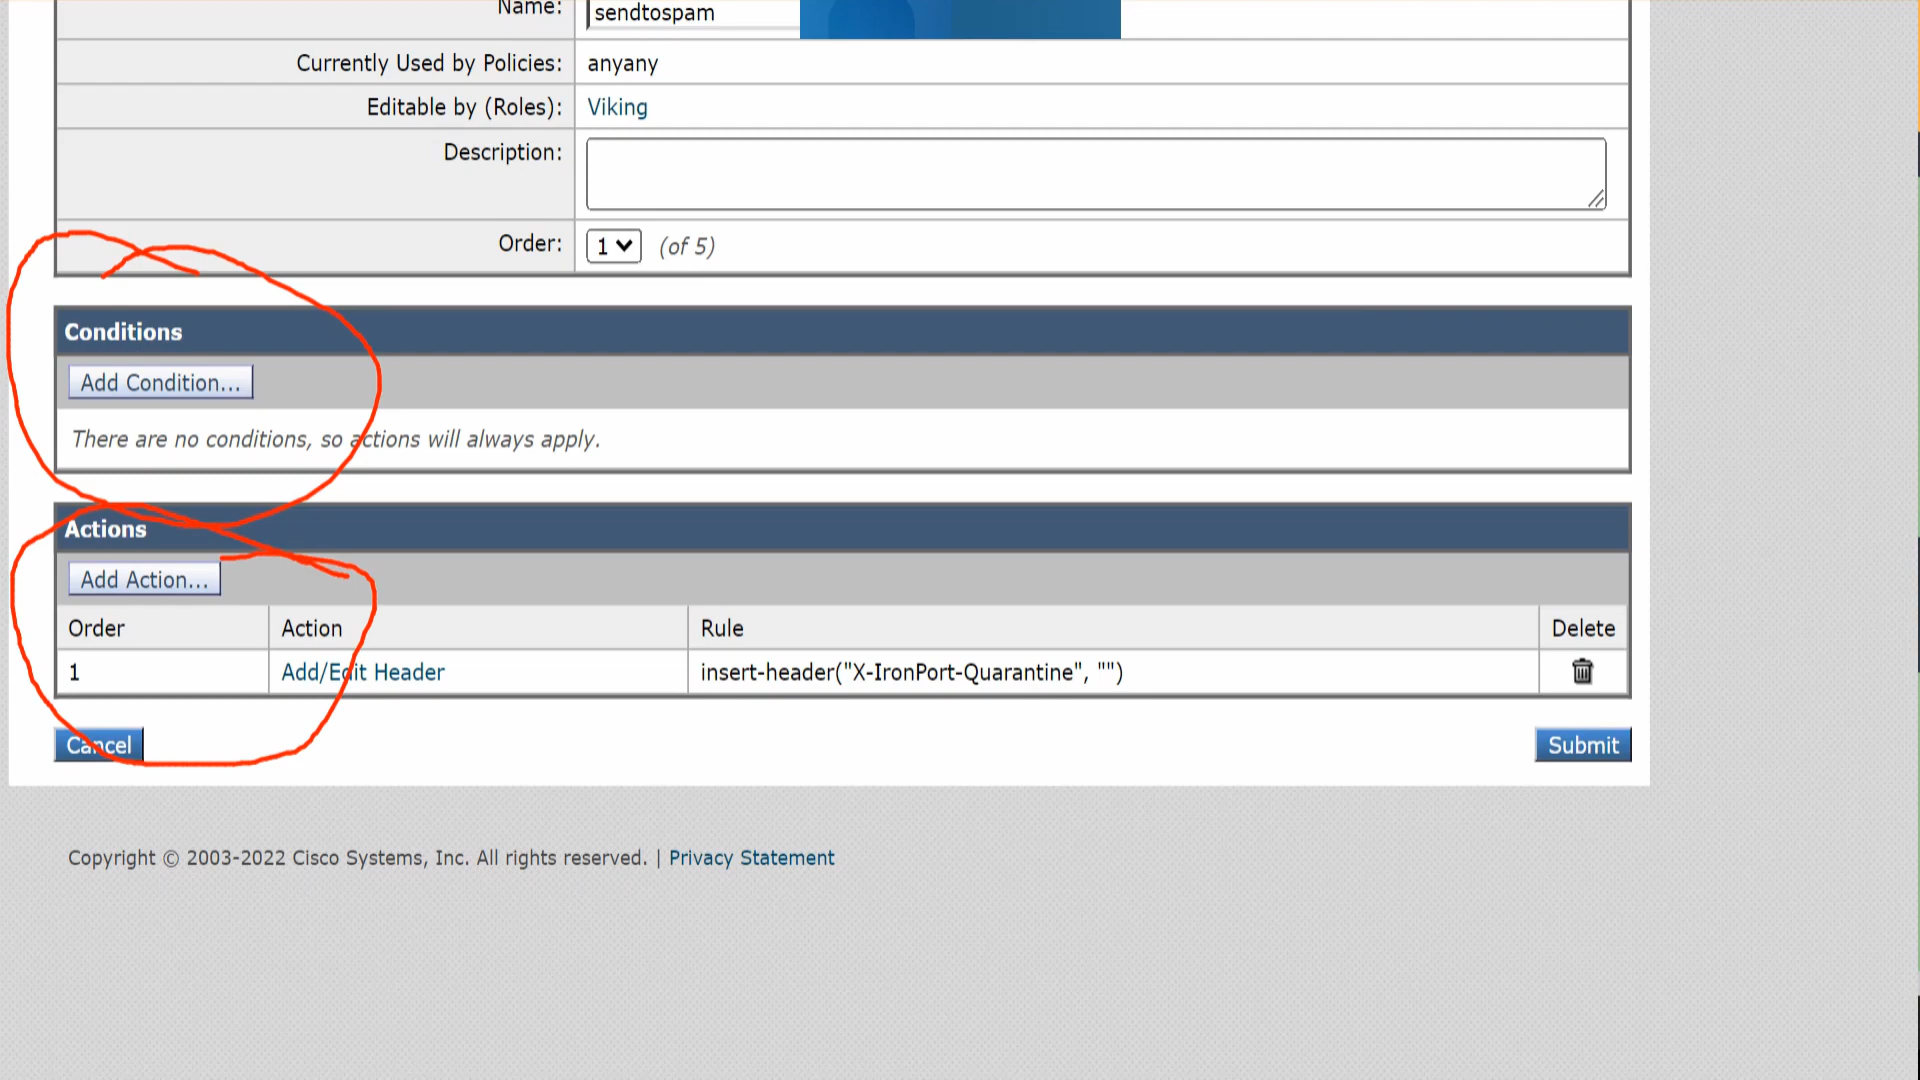 Name: sendtospam
Currently Used by Policies: anyany
Editable by (Roles): Viking
Description:
Order: 1 (of 5)
Conditions
Add Condition...
There are no conditions, so actions will always apply.
Actions
Add Action...
Order Action Rule Delete
1 Add/Edit Header insert-header("X-IronPort-Quarantine", "")
Cancel Submit
Copyright © 2003-2022 Cisco Systems, Inc. All rights reserved. | Privacy Statement